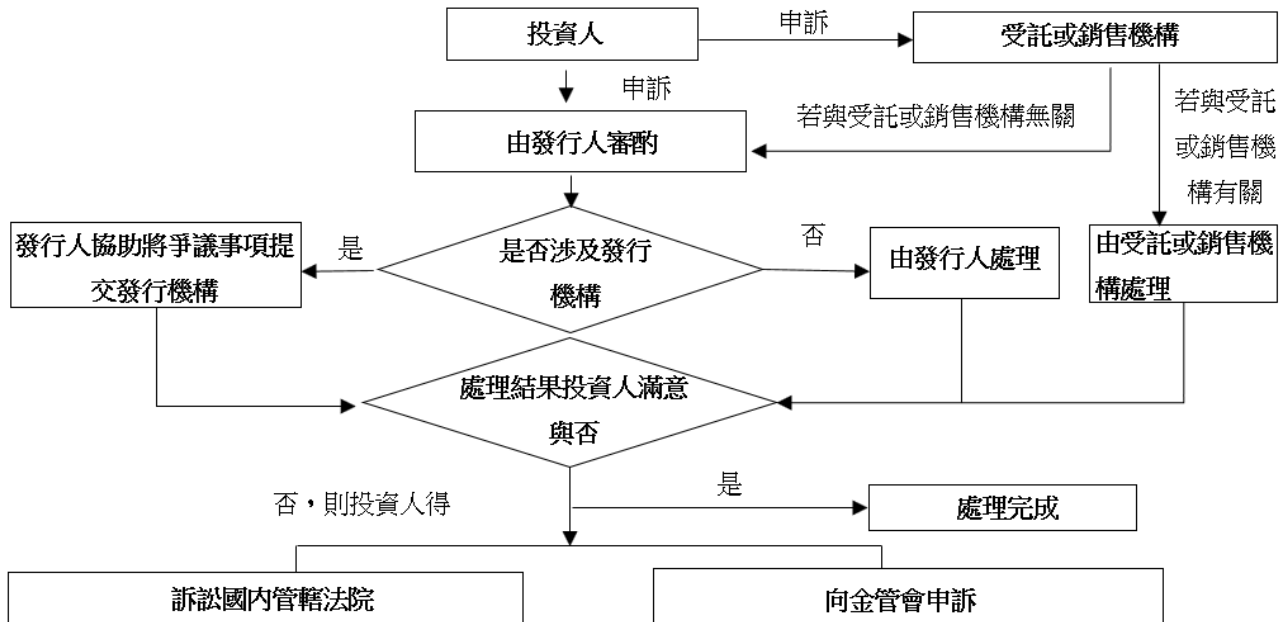 投資人
申訴
受託或銷售機構
申訴
若與受託或銷售機構無關
若與受託
或銷售機
構有關
由發行人審酌
發行人協助將爭議事項提
交發行機構
是
是否涉及發行
機構
否
由發行人處理
由受託或銷售機
構處理
處理結果投資人滿意
與否
否，則投資人得
是
處理完成
訴訟國内管轄法院
向金管會申訴